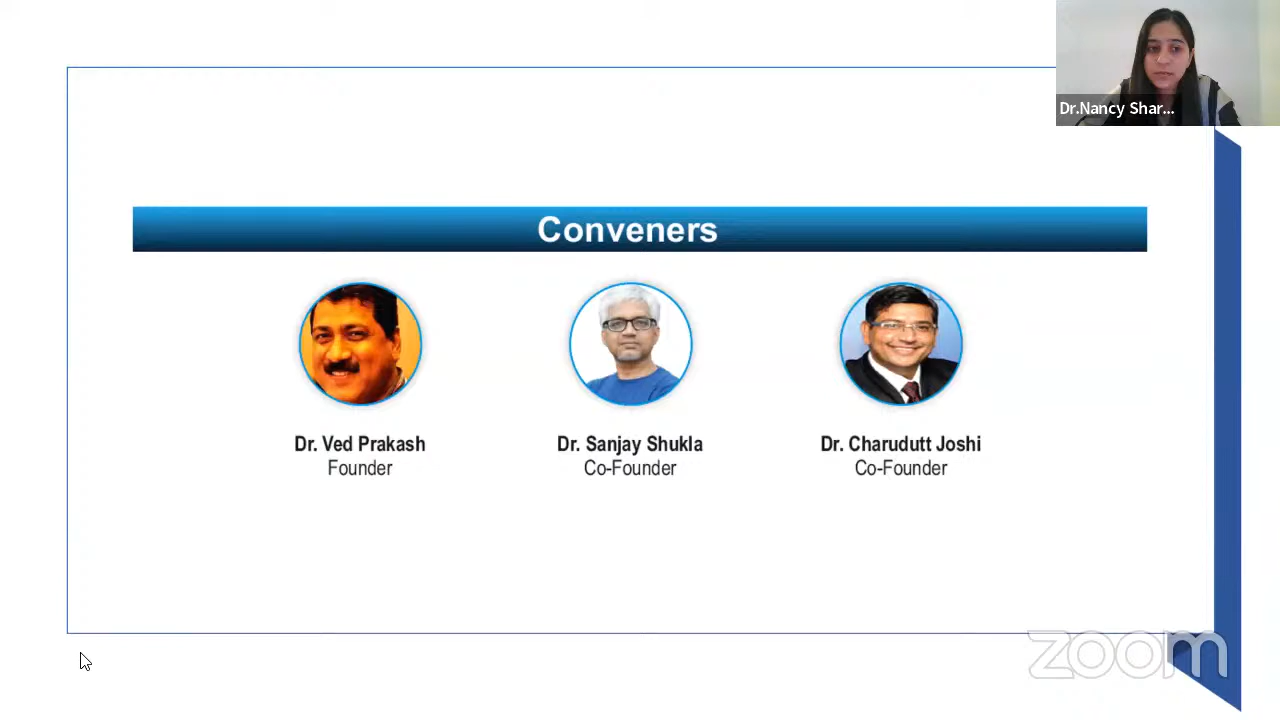 Dr.Nancy Shar...
Conveners
Dr. Ved Prakash
Founder
Dr. Sanjay Shukla
Co-Founder
Dr. Charudutt Joshi
Co-Founder
zoom